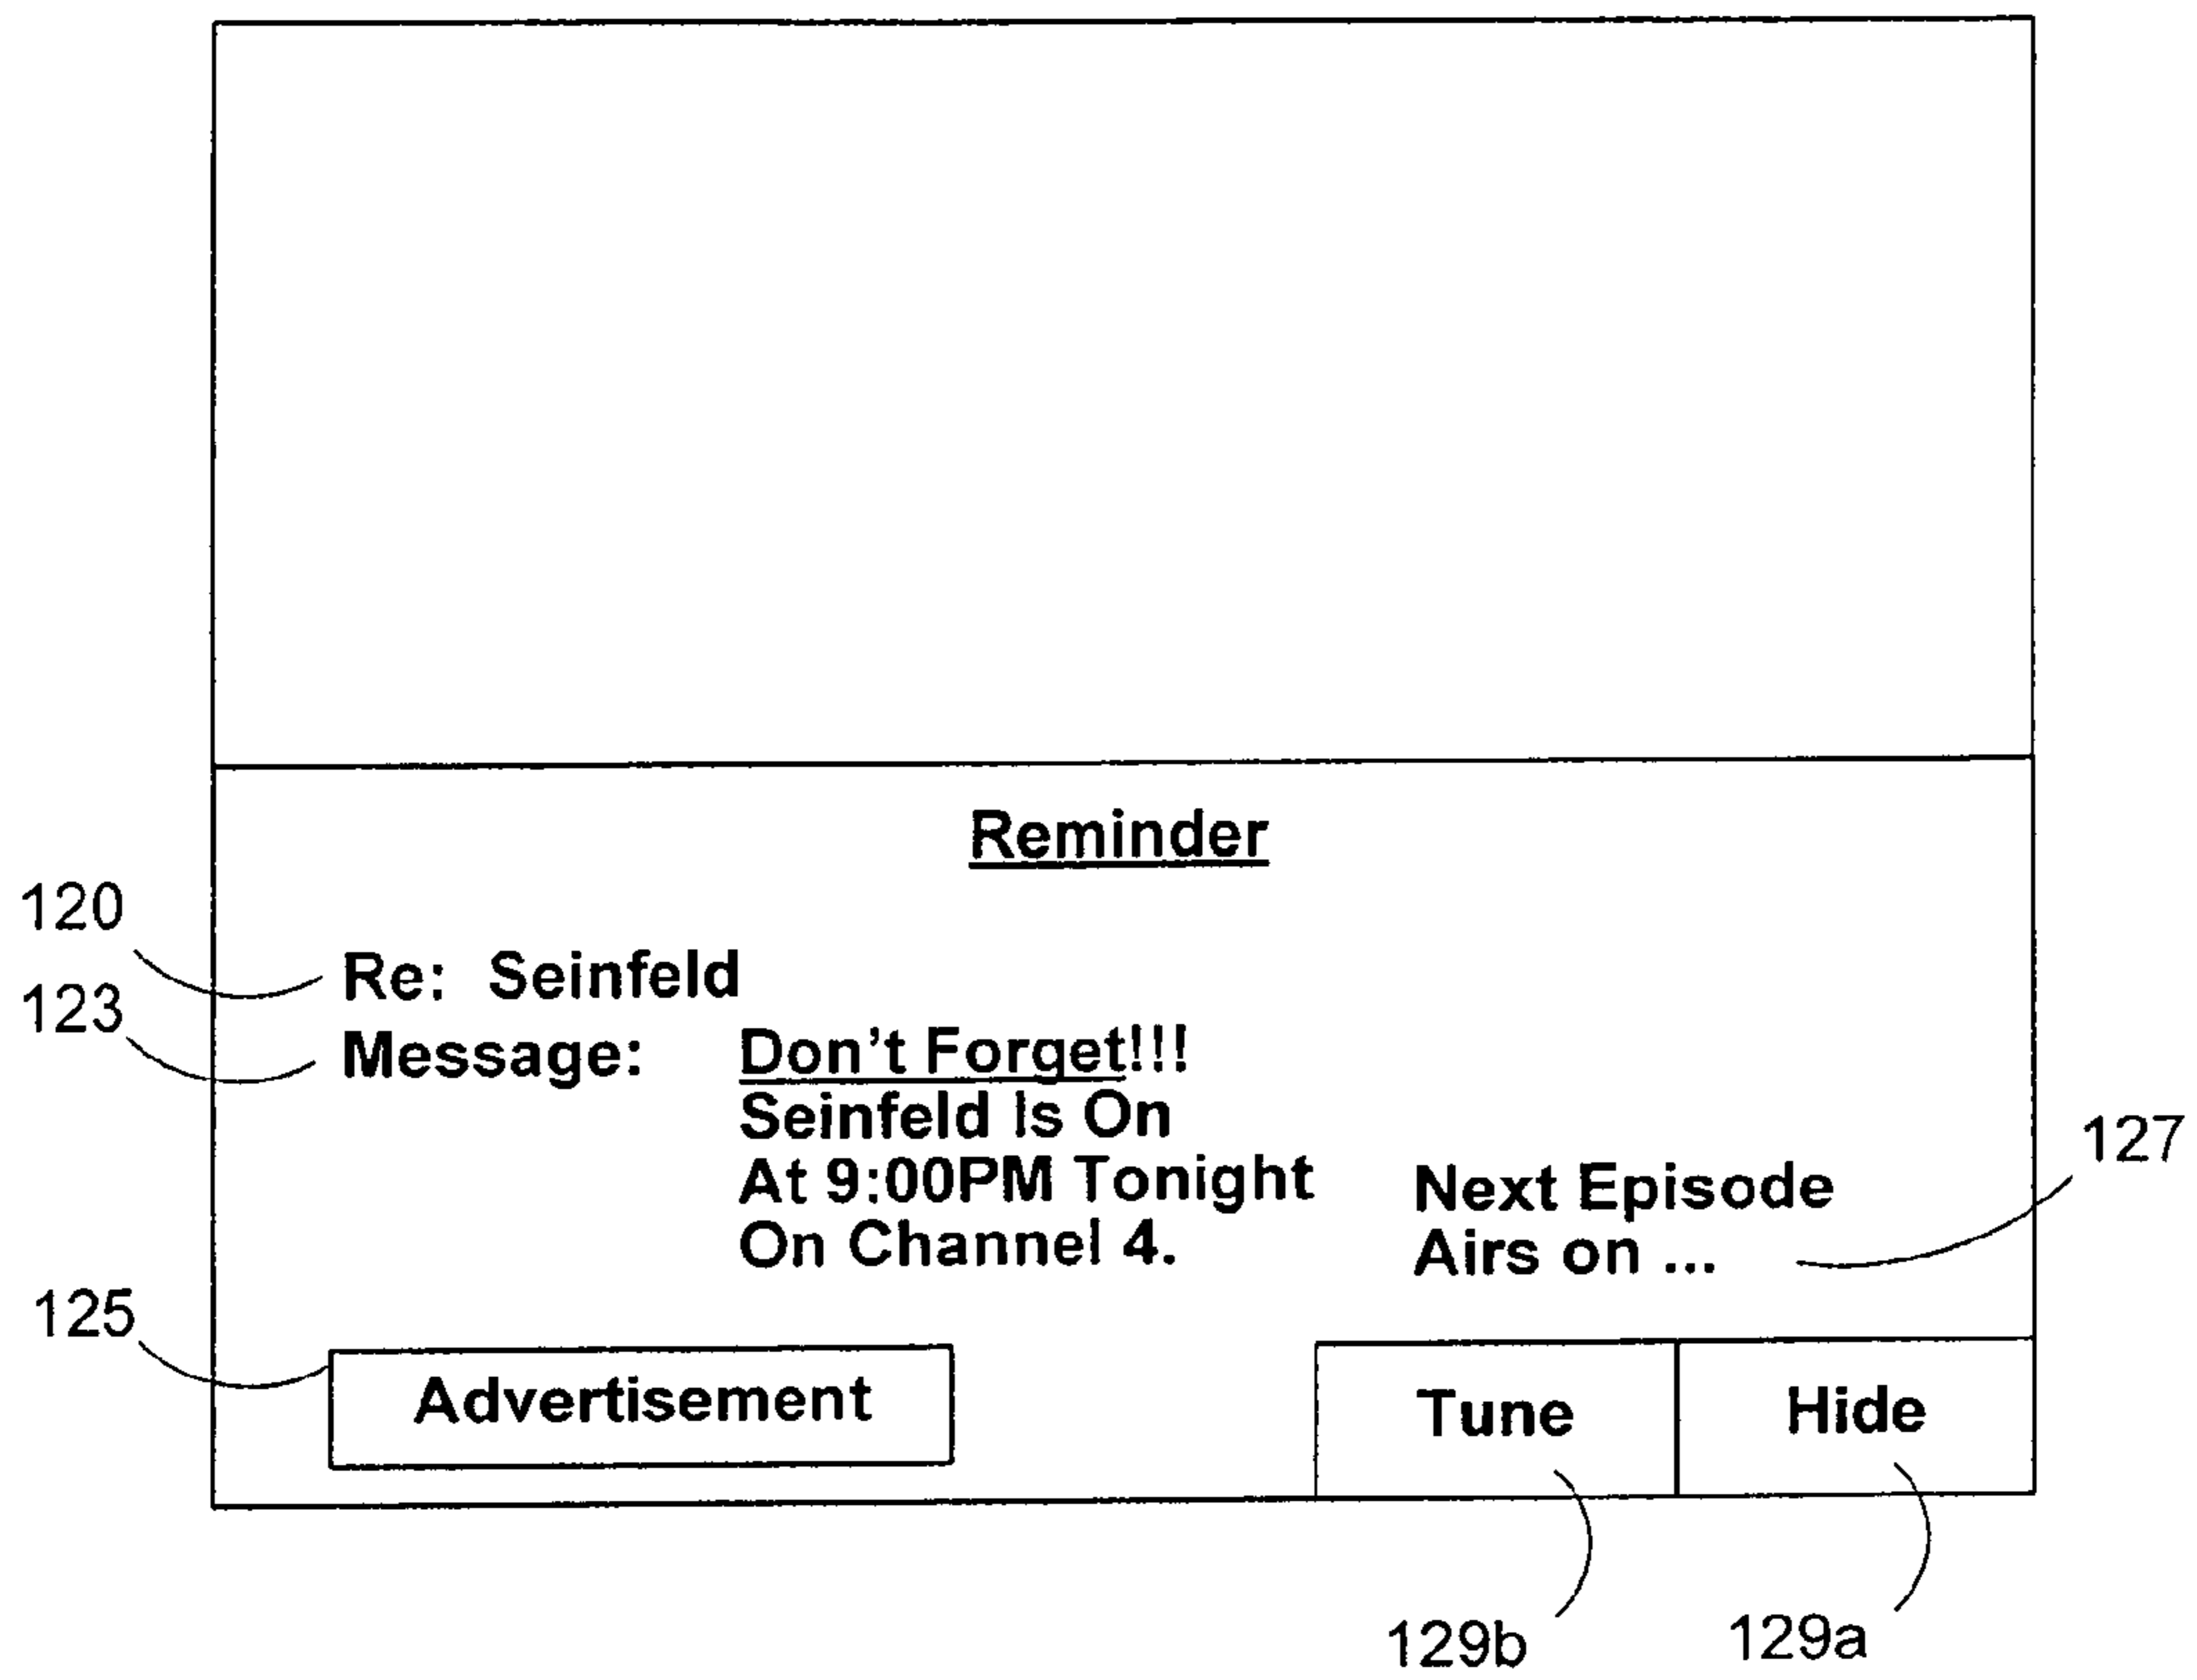 Reminder
120
Re: Seinfeld
123
Message: Don't Forget!!!
Seinfeld Is On
At 9:00PM Tonight
On Channel 4.
127
Next Episode
Airs on ...
125
Advertisement
Tune
Hide
129b
129a